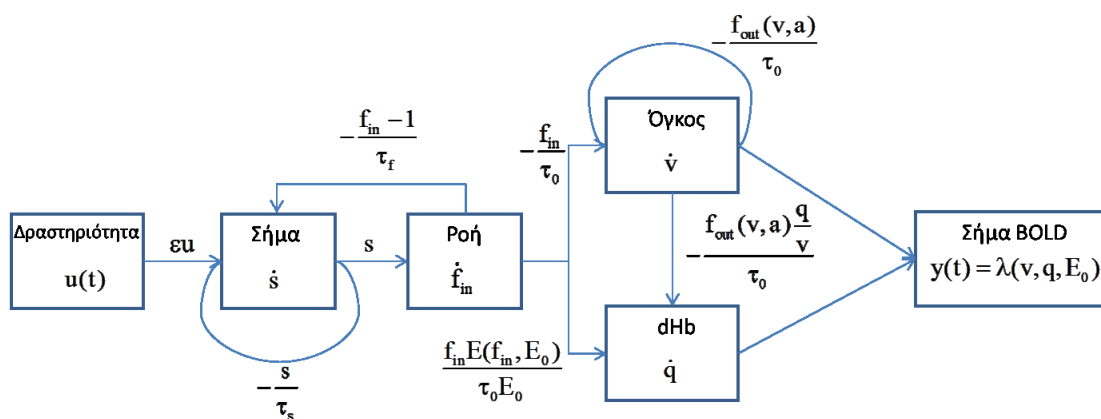 Δραστηριότητα
u(t)
εu
Σήμα
ṡ
-s/τ_s
-(f_in − 1)/τ_f
s
Ροή
ḟ_in
-f_in/τ_0
f_in E(f_in, E_0)/τ_0 E_0
-f_out(v,a)/τ_0
Όγκος
v̇
-f_out(v,a) q/v / τ_0
dHb
q̇
Σήμα BOLD
y(t) = λ(v,q,E_0)